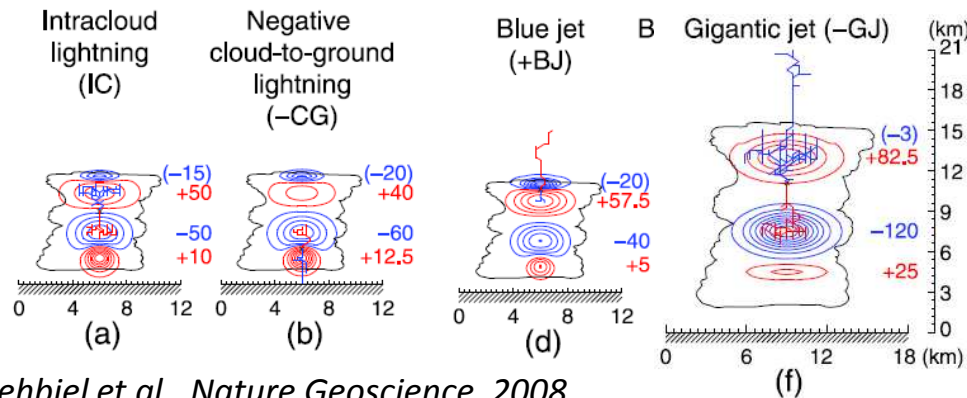 Intracloud
lightning
(IC)
Negative
cloud-to-ground
lightning
(−CG)
Blue jet
(+BJ)
B Gigantic jet (−GJ)
(km)
21
18
15
12
9
6
3
0
(−15)
+50
−50
+10
(−20)
+40
−60
+12.5
(−20)
+57.5
−40
+5
(−3)
+82.5
−120
+25
0 4 8 12
0 4 8 12
0 4 8 12
0 6 12 18 (km)
(a)
(b)
(d)
(f)
ehbiel et al., Nature Geoscience, 2008